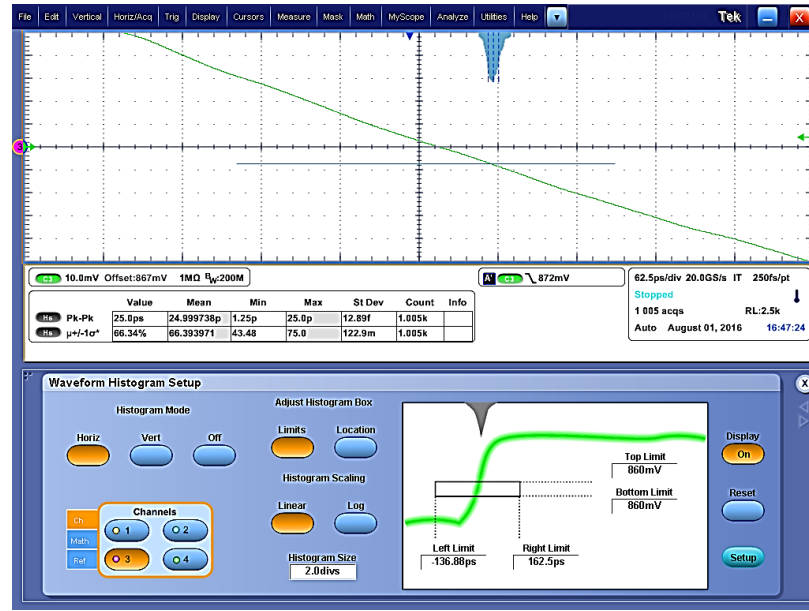 File Edit Vertical Horiz/Acq Trig Display Cursors Measure Mask Math MyScope Analyze Utilities Help Tek X
3
C3 10.0mV Offset:867mV 1MΩ BW:200M
A' C3 872mV
62.5ps/div 20.0GS/s IT 250fs/pt
Stopped
1 005 acqs RL:2.5k
Auto August 01, 2016 16:47:24
Value Mean Min Max St Dev Count Info
Hs Pk-Pk 25.0ps 24.999738p 1.25p 25.0p 12.89f 1.005k
Hs µ+/-1σ* 66.34% 66.393971 43.48 75.0 122.9m 1.005k
Waveform Histogram Setup X
Histogram Mode
Horiz Vert Off
Ch
Math
Ref
Channels
1 2
3 4
Adjust Histogram Box
Limits Location
Histogram Scaling
Linear Log
Histogram Size
2.0divs
Top Limit
860mV
Bottom Limit
860mV
Left Limit Right Limit
-136.88ps 162.5ps
Display
On
Reset
Setup